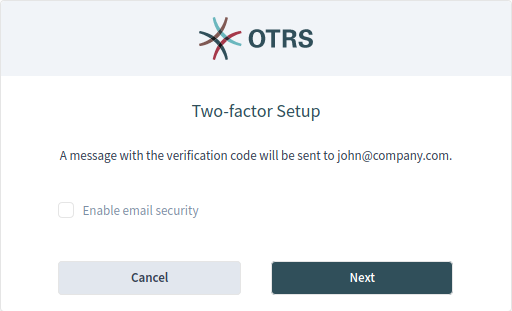 OTRS
Two-factor Setup
A message with the verification code will be sent to john@company.com.
Enable email security
Cancel
Next